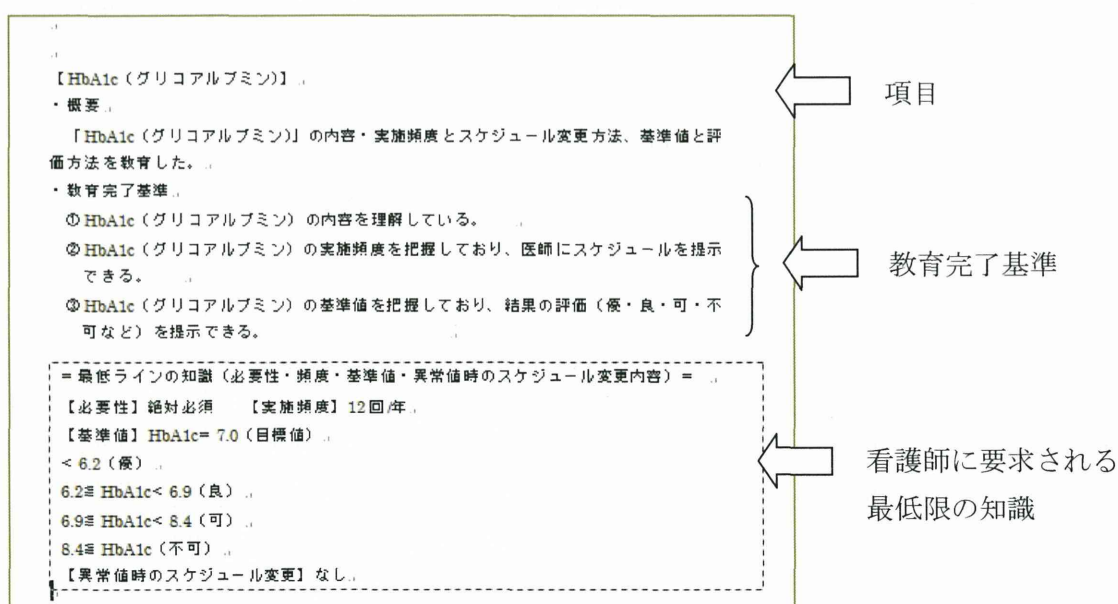 【HbA1c（グリコアルブミン）】
・概要
「HbA1c（グリコアルブミン）」の内容・実施頻度とスケジュール変更方法、基準値と評
価方法を教育した。
・教育完了基準
①HbA1c（グリコアルブミン）の内容を理解している。
②HbA1c（グリコアルブミン）の実施頻度を把握しており、医師にスケジュールを提示
できる。
③HbA1c（グリコアルブミン）の基準値を把握しており、結果の評価（優・良・可・不
可など）を提示できる。
＝最低ラインの知識（必要性・頻度・基準値・異常値時のスケジュール変更内容）＝
【必要性】絶対必須　【実施頻度】12回/年
【基準値】HbA1c= 7.0（目標値）
< 6.2（優）
6.2≦ HbA1c< 6.9（良）
6.9≦ HbA1c< 8.4（可）
8.4≦ HbA1c（不可）
【異常値時のスケジュール変更】なし
項目
教育完了基準
看護師に要求される
最低限の知識